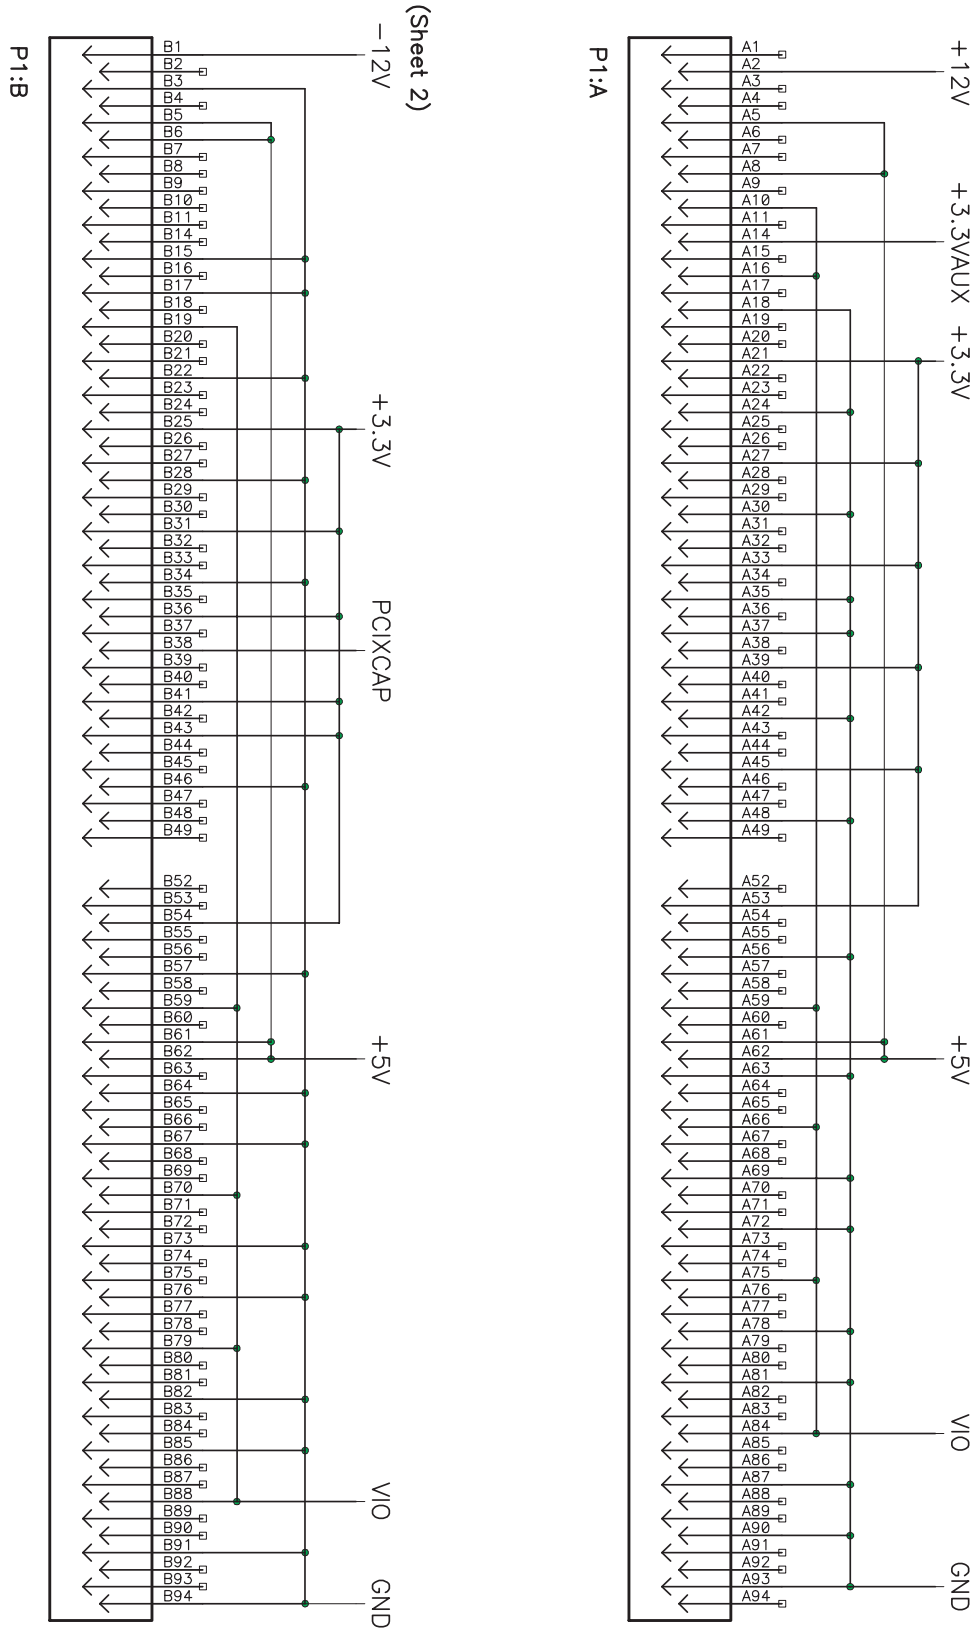 (Sheet 2)
-12V
+3.3V
PCIXCAP
+5V
VIO
GND
B1
B2
B3
B4
B5
B6
B7
B8
B9
B10
B11
B14
B15
B16
B17
B18
B19
B20
B21
B22
B23
B24
B25
B26
B27
B28
B29
B30
B31
B32
B33
B34
B35
B36
B37
B38
B39
B40
B41
B42
B43
B44
B45
B46
B47
B48
B49
B52
B53
B54
B55
B56
B57
B58
B59
B60
B61
B62
B63
B64
B65
B66
B67
B68
B69
B70
B71
B72
B73
B74
B75
B76
B77
B78
B79
B80
B81
B82
B83
B84
B85
B86
B87
B88
B89
B90
B91
B92
B93
B94
P1:B
+12V
+3.3VAUX
+3.3V
+5V
VIO
GND
A1
A2
A3
A4
A5
A6
A7
A8
A9
A10
A11
A14
A15
A16
A17
A18
A19
A20
A21
A22
A23
A24
A25
A26
A27
A28
A29
A30
A31
A32
A33
A34
A35
A36
A37
A38
A39
A40
A41
A42
A43
A44
A45
A46
A47
A48
A49
A52
A53
A54
A55
A56
A57
A58
A59
A60
A61
A62
A63
A64
A65
A66
A67
A68
A69
A70
A71
A72
A73
A74
A75
A76
A77
A78
A79
A80
A81
A82
A83
A84
A85
A86
A87
A88
A89
A90
A91
A92
A93
A94
P1:A